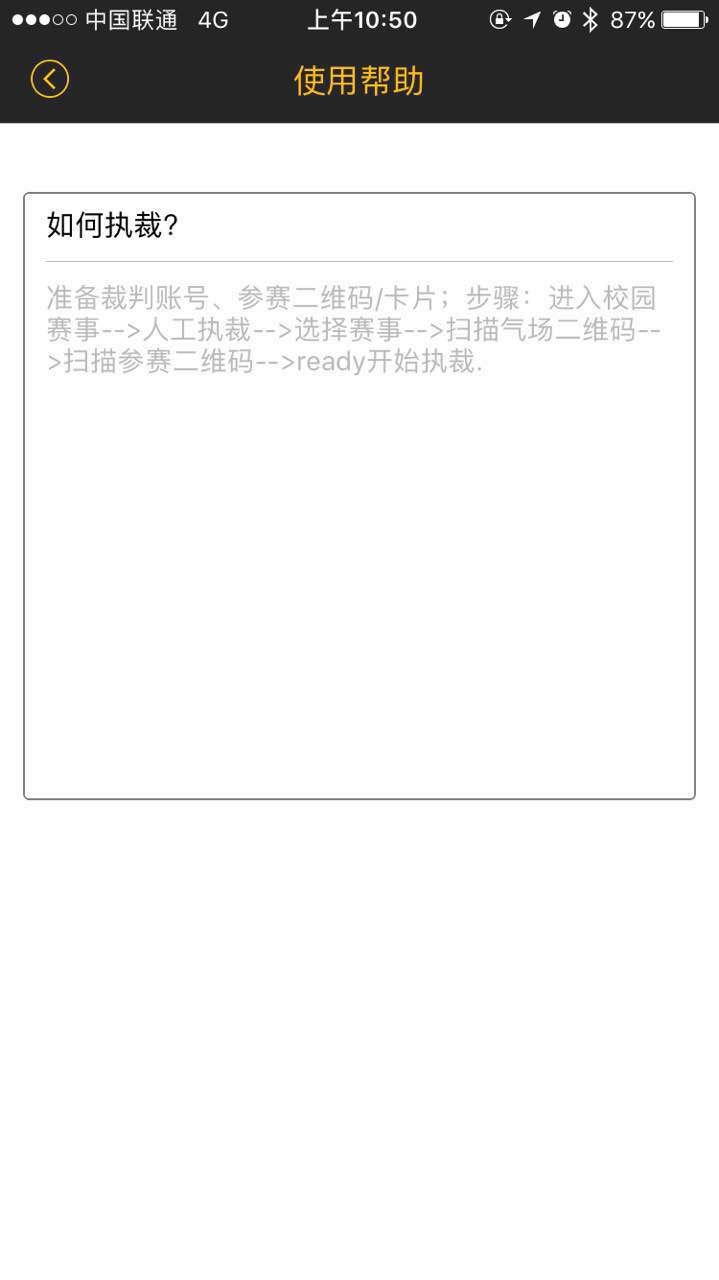 中国联通 4G 上午10:50 87%
使用帮助
如何执裁?
准备裁判账号、参赛二维码/卡片；步骤：进入校园
赛事-->人工执裁-->选择赛事-->扫描气场二维码--
>扫描参赛二维码-->ready开始执裁.